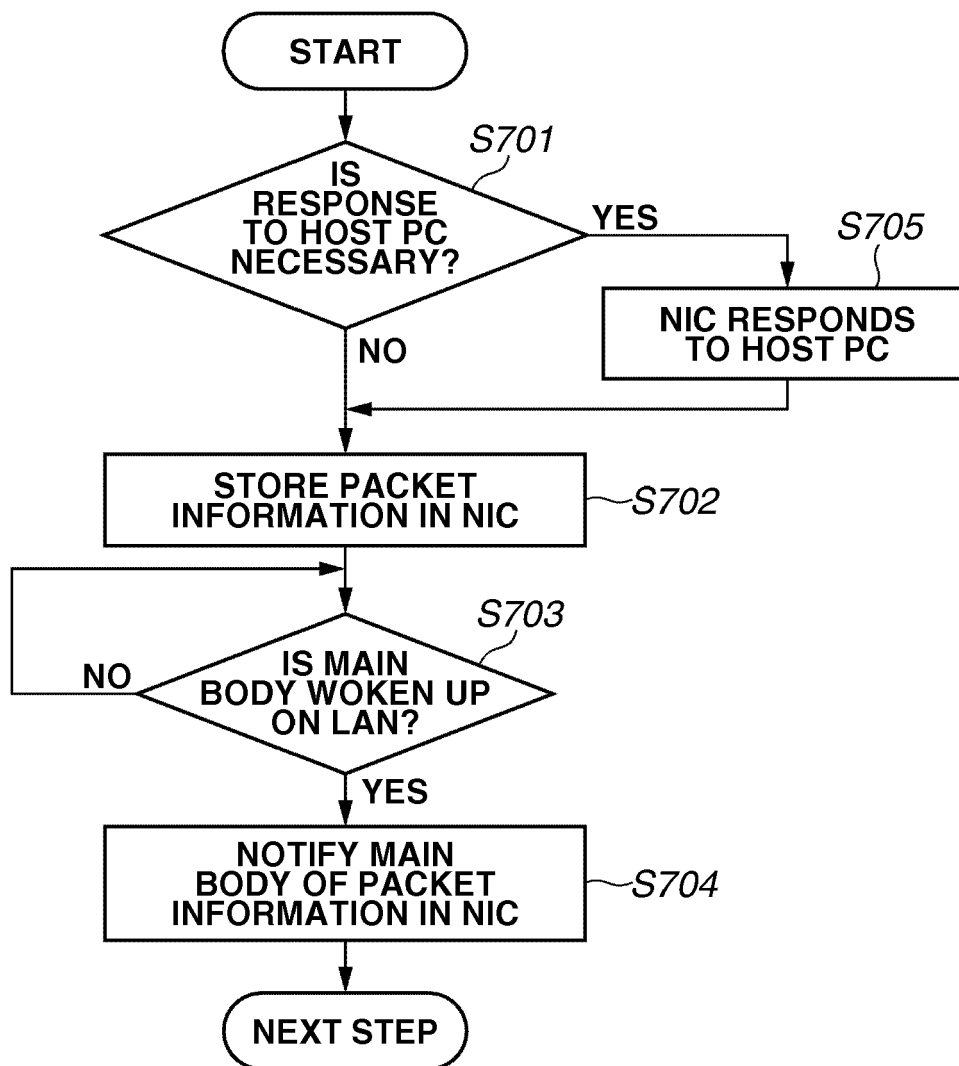 START
S701
IS
RESPONSE
TO HOST PC
NECESSARY?
YES
S705
NIC RESPONDS
TO HOST PC
NO
STORE PACKET
INFORMATION IN NIC
S702
S703
IS MAIN
BODY WOKEN UP
ON LAN?
NO
YES
NOTIFY MAIN
BODY OF PACKET
INFORMATION IN NIC
S704
NEXT STEP